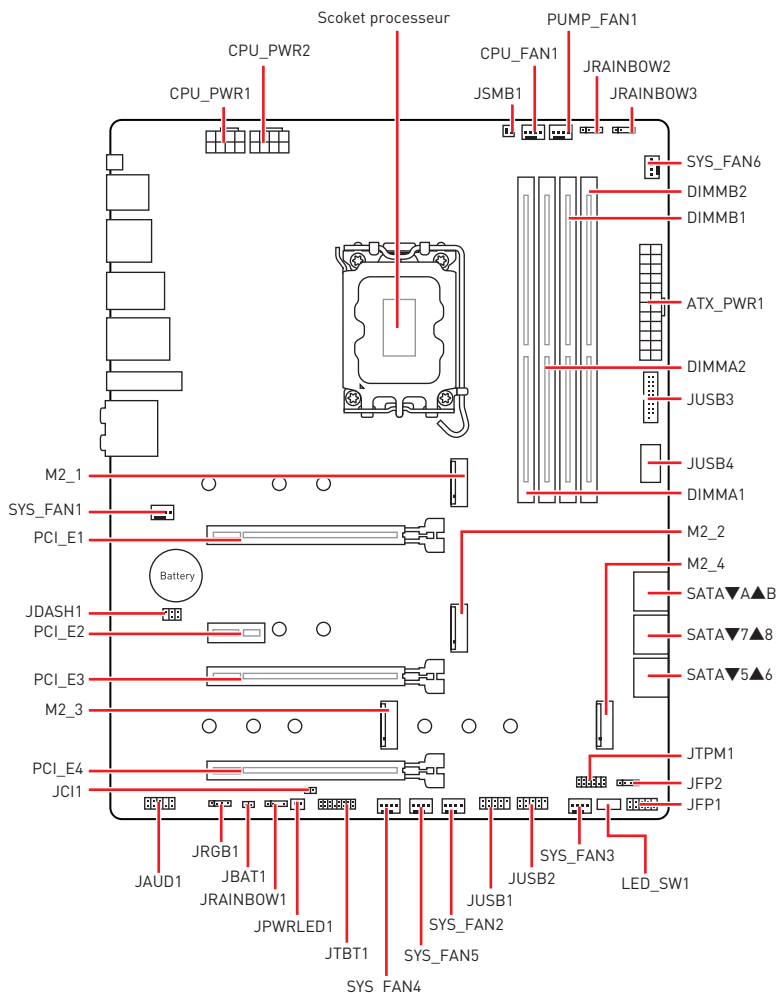 Scoket processeur
PUMP_FAN1
CPU_PWR2
CPU_FAN1
JRAINBOW2
CPU_PWR1
JSMB1
JRAINBOW3
SYS_FAN6
DIMMB2
DIMMB1
ATX_PWR1
DIMMA2
JUSB3
M2_1
JUSB4
DIMMA1
SYS_FAN1
PCI_E1
M2_2
M2_4
Battery
SATA▼A▲B
JDASH1
PCI_E2
SATA▼7▲8
PCI_E3
SATA▼5▲6
M2_3
JTPM1
PCI_E4
JFP2
JCI1
JFP1
JAUD1
JRGB1
JBAT1
JRAINBOW1
JPWRLED1
JTBT1
SYS_FAN4
SYS_FAN5
SYS_FAN2
JUSB1
JUSB2
SYS_FAN3
LED_SW1